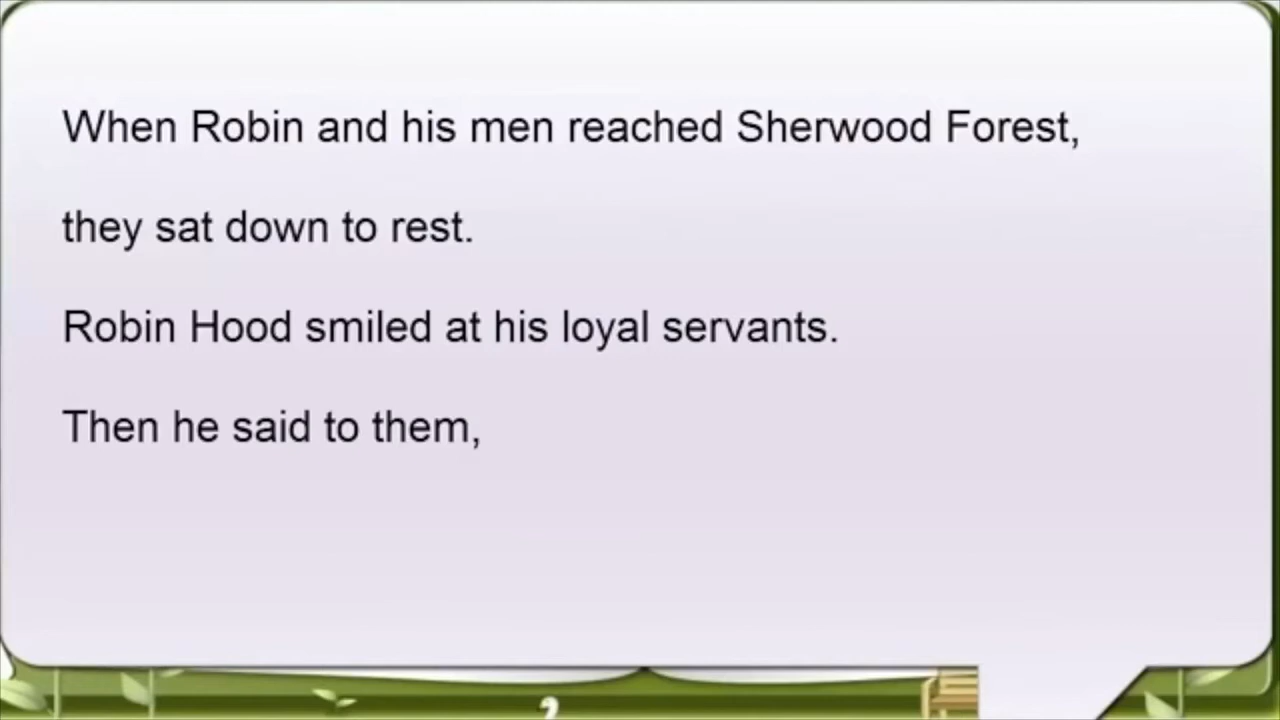 When Robin and his men reached Sherwood Forest,
they sat down to rest.
Robin Hood smiled at his loyal servants.
Then he said to them,